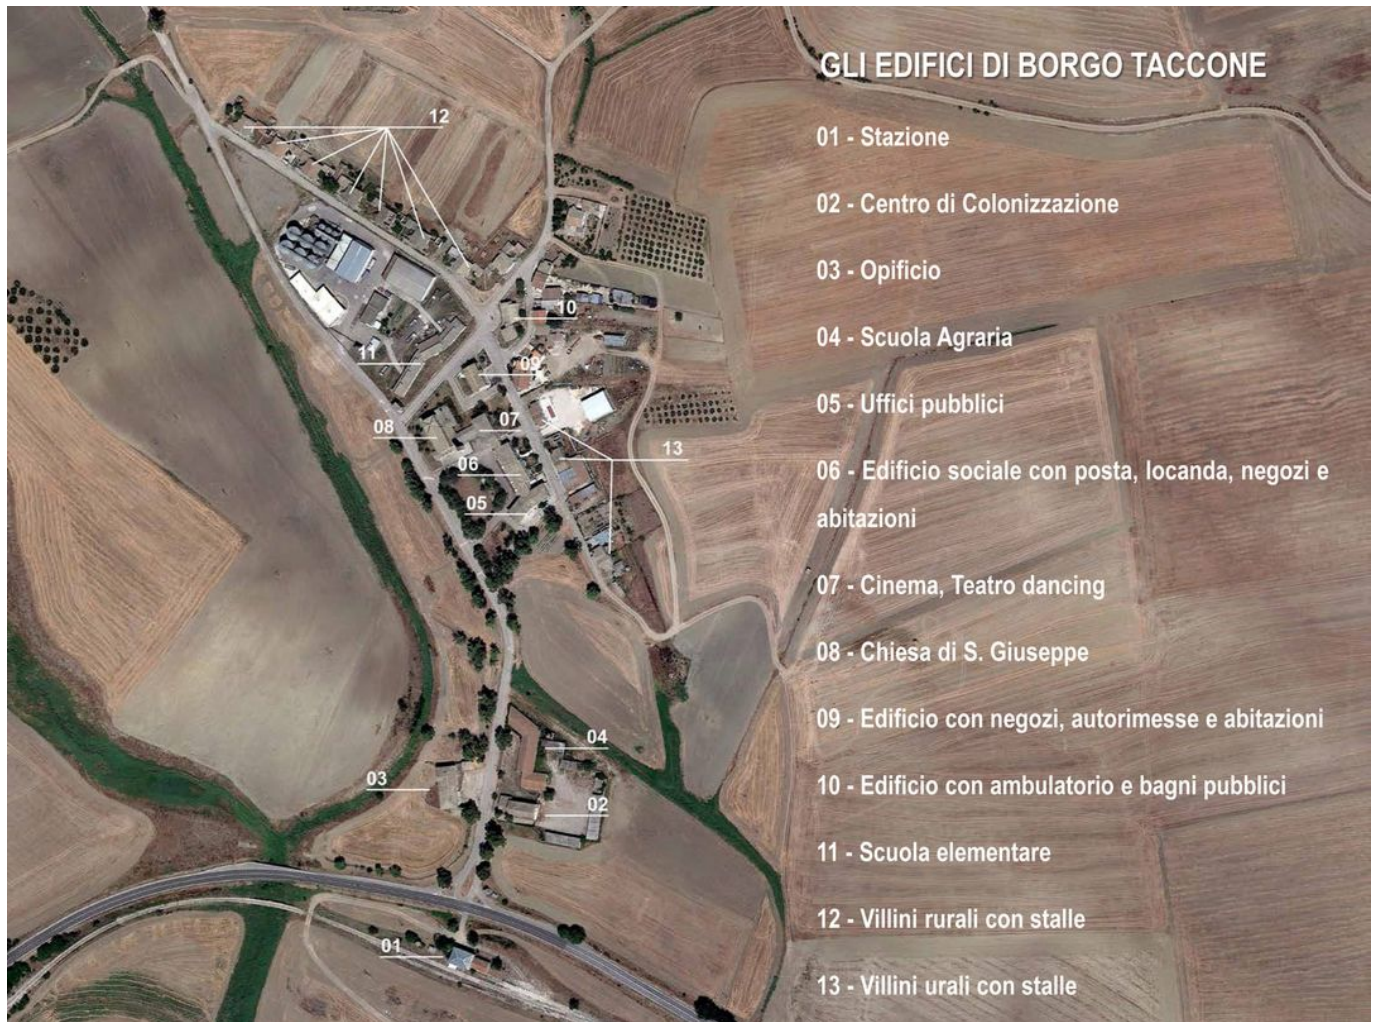 GLI EDIFICI DI BORGO TACCONE
01 - Stazione
02 - Centro di Colonizzazione
03 - Opificio
04 - Scuola Agraria
05 - Uffici pubblici
06 - Edificio sociale con posta, locanda, negozi e
abitazioni
07 - Cinema, Teatro dancing
08 - Chiesa di S. Giuseppe
09 - Edificio con negozi, autorimesse e abitazioni
10 - Edificio con ambulatorio e bagni pubblici
11 - Scuola elementare
12 - Villini rurali con stalle
13 - Villini urali con stalle
12
10
11
09
08
07
13
06
05
04
03
02
01